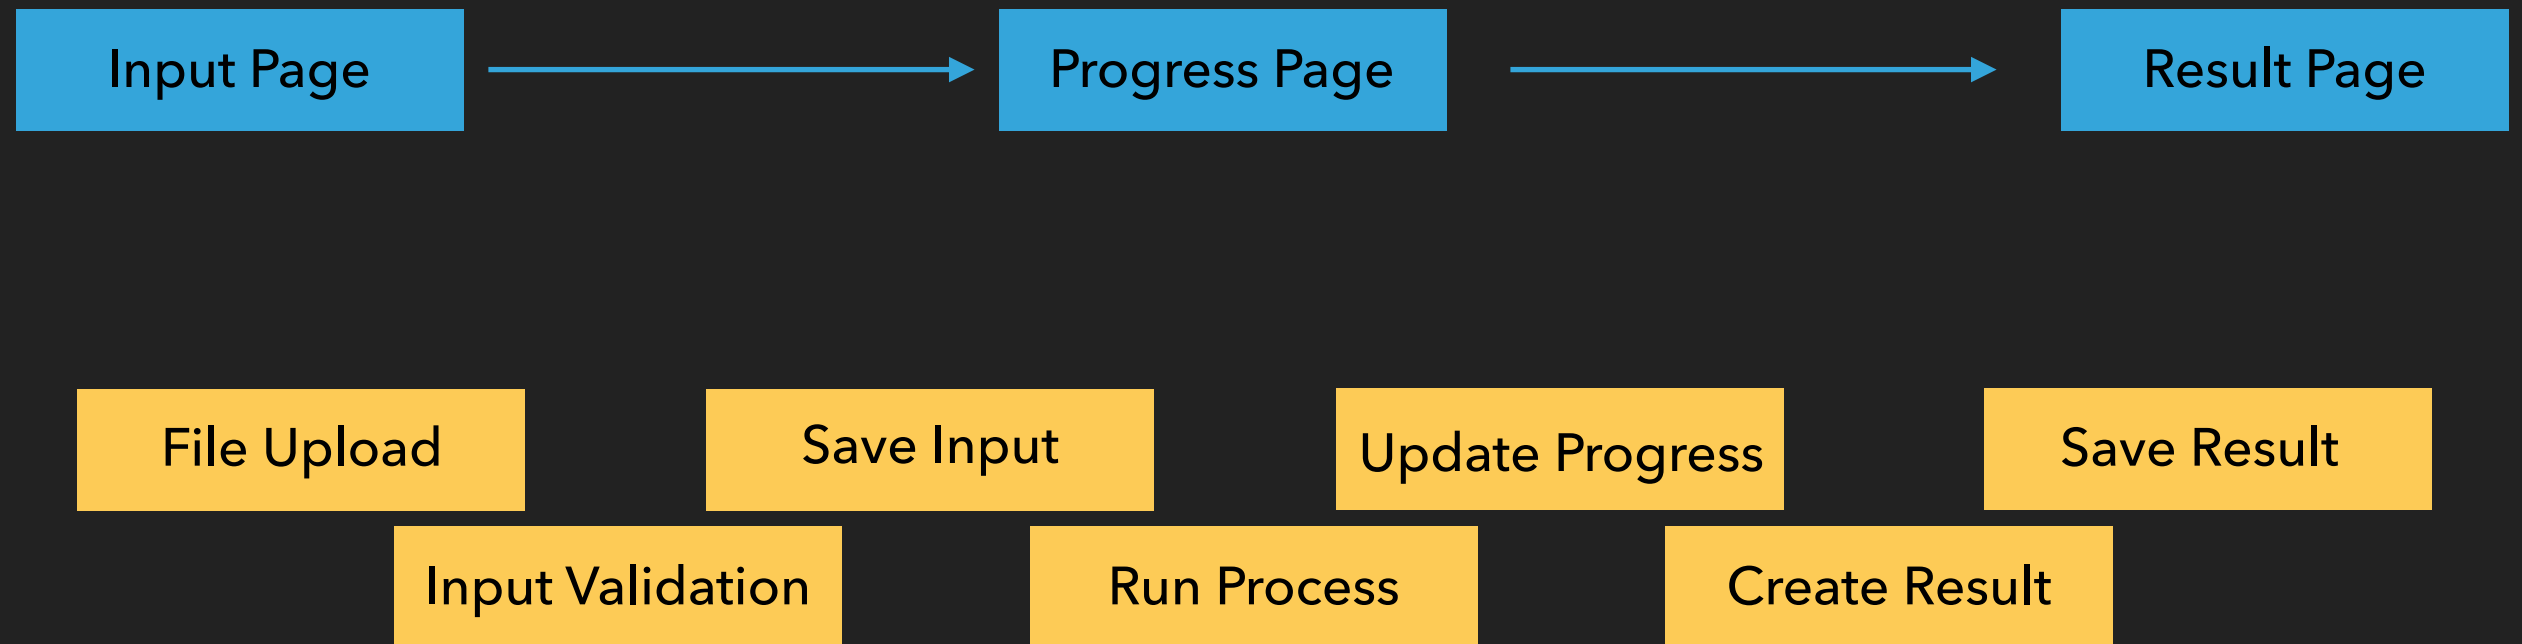 Input Page
Progress Page
Result Page
File Upload
Save Input
Update Progress
Save Result
Input Validation
Run Process
Create Result